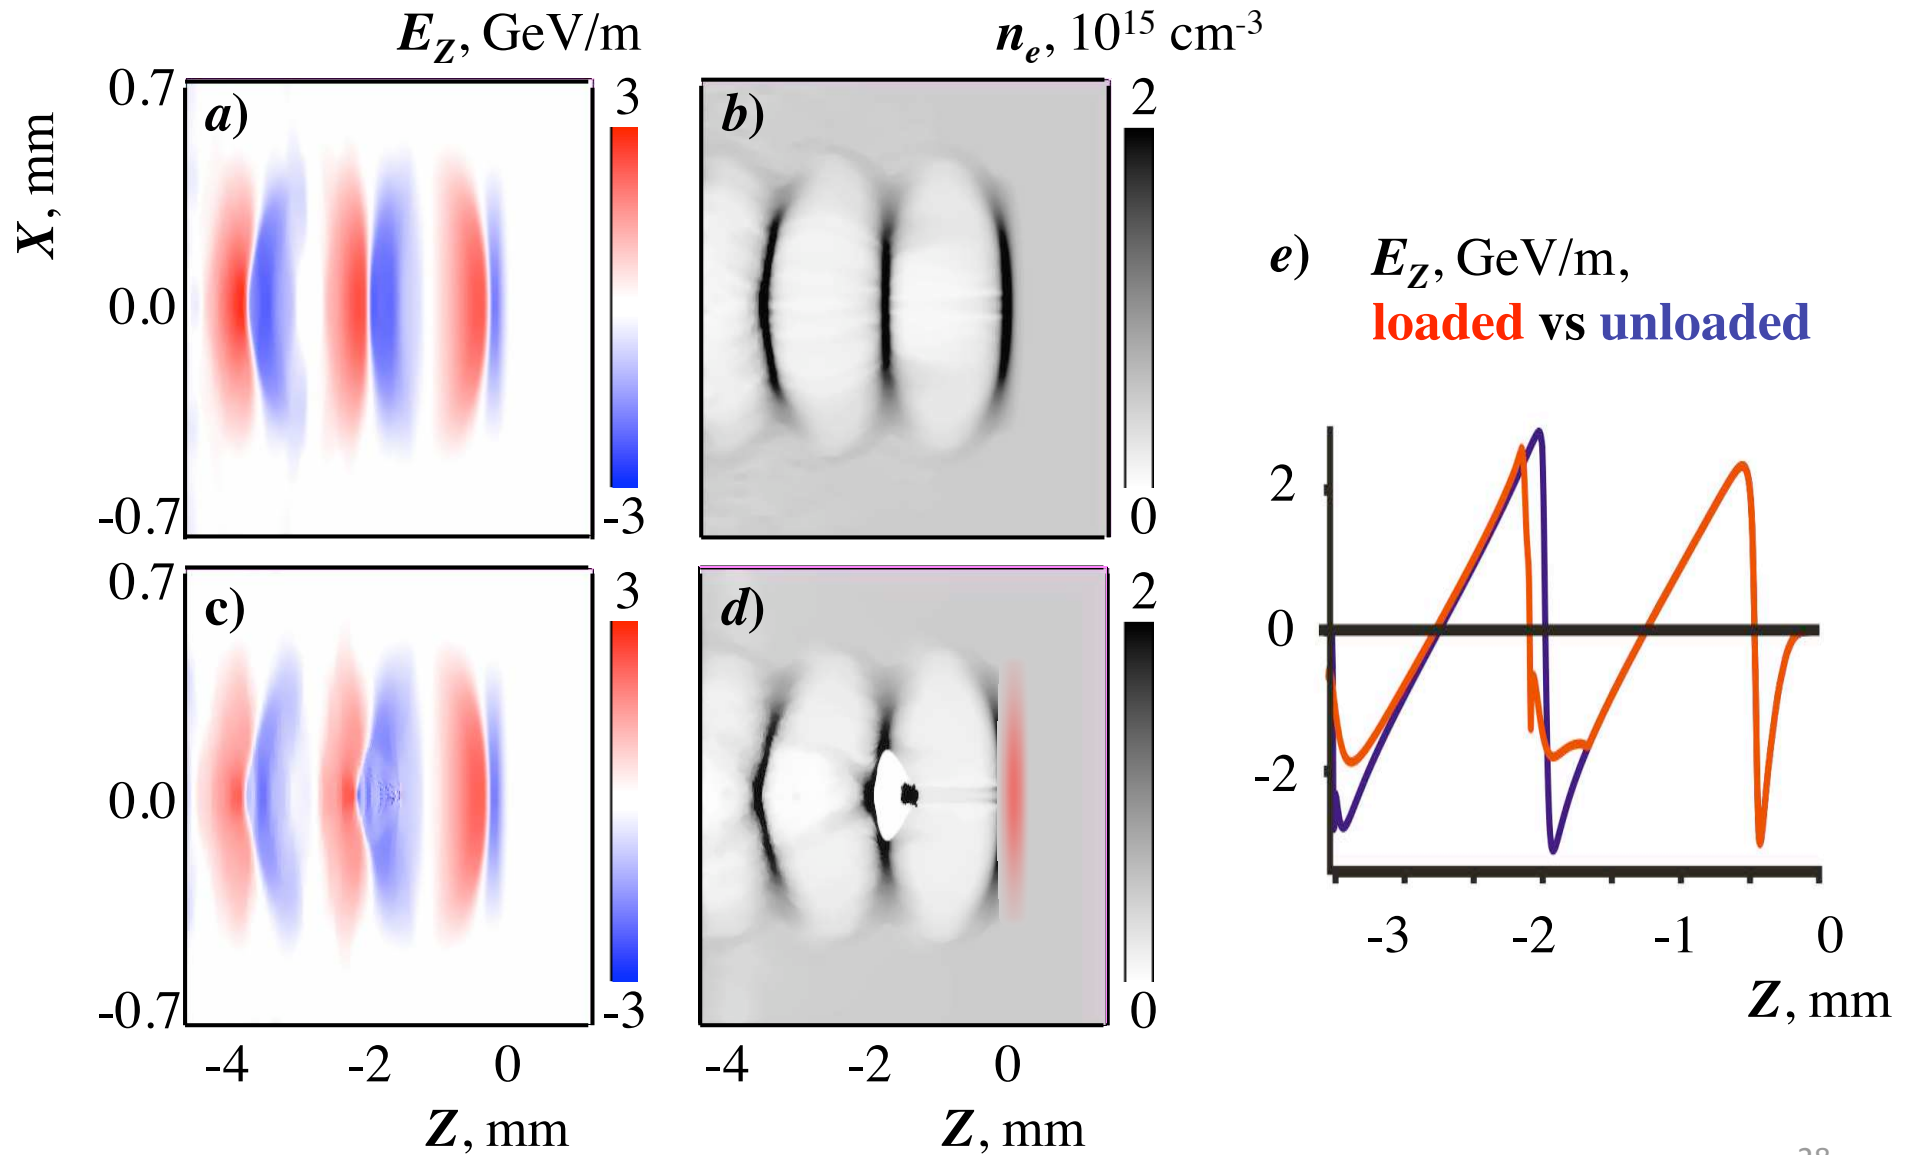 E_Z, GeV/m
n_e, 10¹⁵ cm⁻³
X, mm
0.7
0.0
-0.7
a)
3
-3
b)
2
0
0.7
0.0
-0.7
c)
3
-3
d)
2
0
-4 -2 0
Z, mm
-4 -2 0
Z, mm
e) E_Z, GeV/m,
loaded vs unloaded
2
0
-2
-3 -2 -1 0
Z, mm